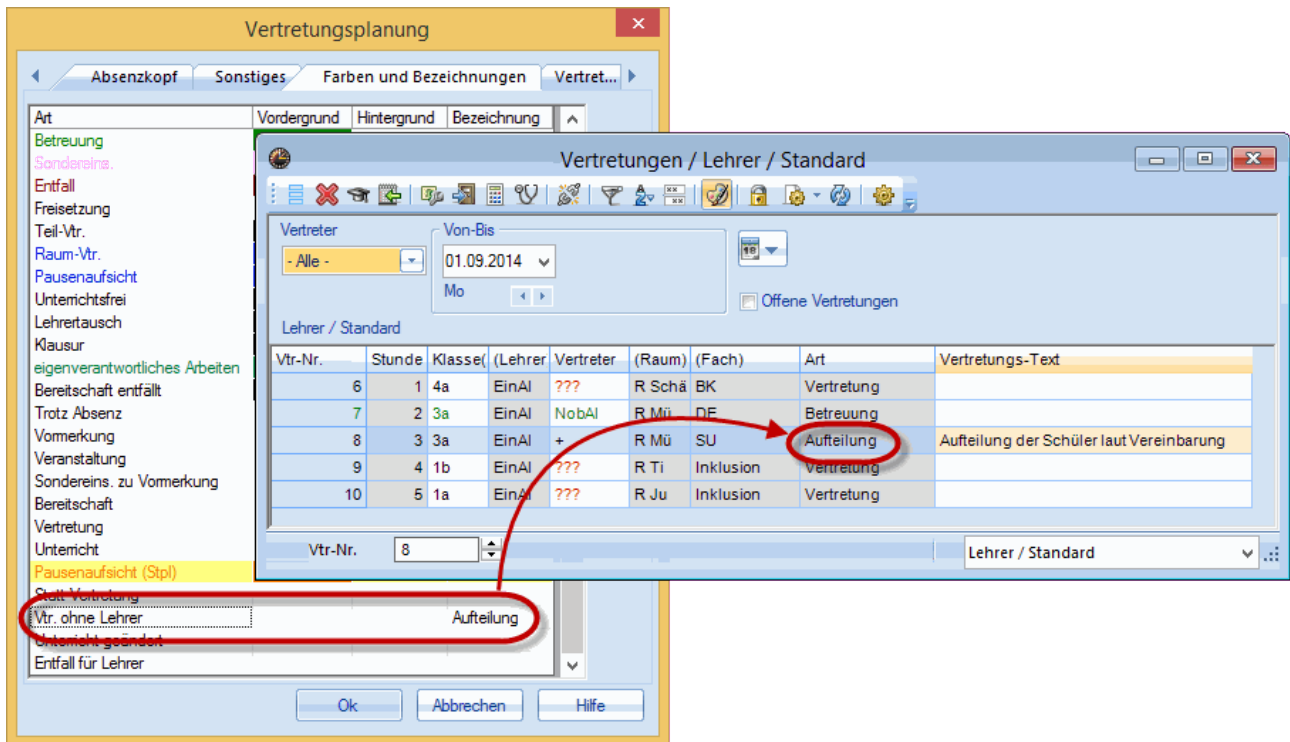 Vertretungsplanung
Absenzkopf Sonstiges Farben und Bezeichnungen Vertret...
Art Vordergrund Hintergrund Bezeichnung
Betreuung
Sondereins.
Entfall
Freisetzung
Teil-Vtr.
Raum-Vtr.
Pausenaufsicht
Unterrichtsfrei
Lehrertausch
Klausur
eigenverantwortliches Arbeiten
Bereitschaft entfällt
Trotz Absenz
Vormerkung
Veranstaltung
Sondereins. zu Vormerkung
Bereitschaft
Vertretung
Unterricht
Pausenaufsicht (Stpl)
Statt-Vertretung
Vtr. ohne Lehrer Aufteilung
Unterricht geändert
Entfall für Lehrer
Ok Abbrechen Hilfe
Vertretungen / Lehrer / Standard
Vertreter Von-Bis
- Alle - 01.09.2014
Mo
Offene Vertretungen
Lehrer / Standard
Vtr-Nr. Stunde Klasse( (Lehrer Vertreter (Raum) (Fach) Art Vertretungs-Text
6 1 4a EinAl ??? R Schä BK Vertretung
7 2 3a EinAl NobAl R Mü DE Betreuung
8 3 3a EinAl + R Mü SU Aufteilung Aufteilung der Schüler laut Vereinbarung
9 4 1b EinAl ??? R Ti Inklusion Vertretung
10 5 1a EinAl ??? R Ju Inklusion Vertretung
Vtr-Nr. 8 Lehrer / Standard